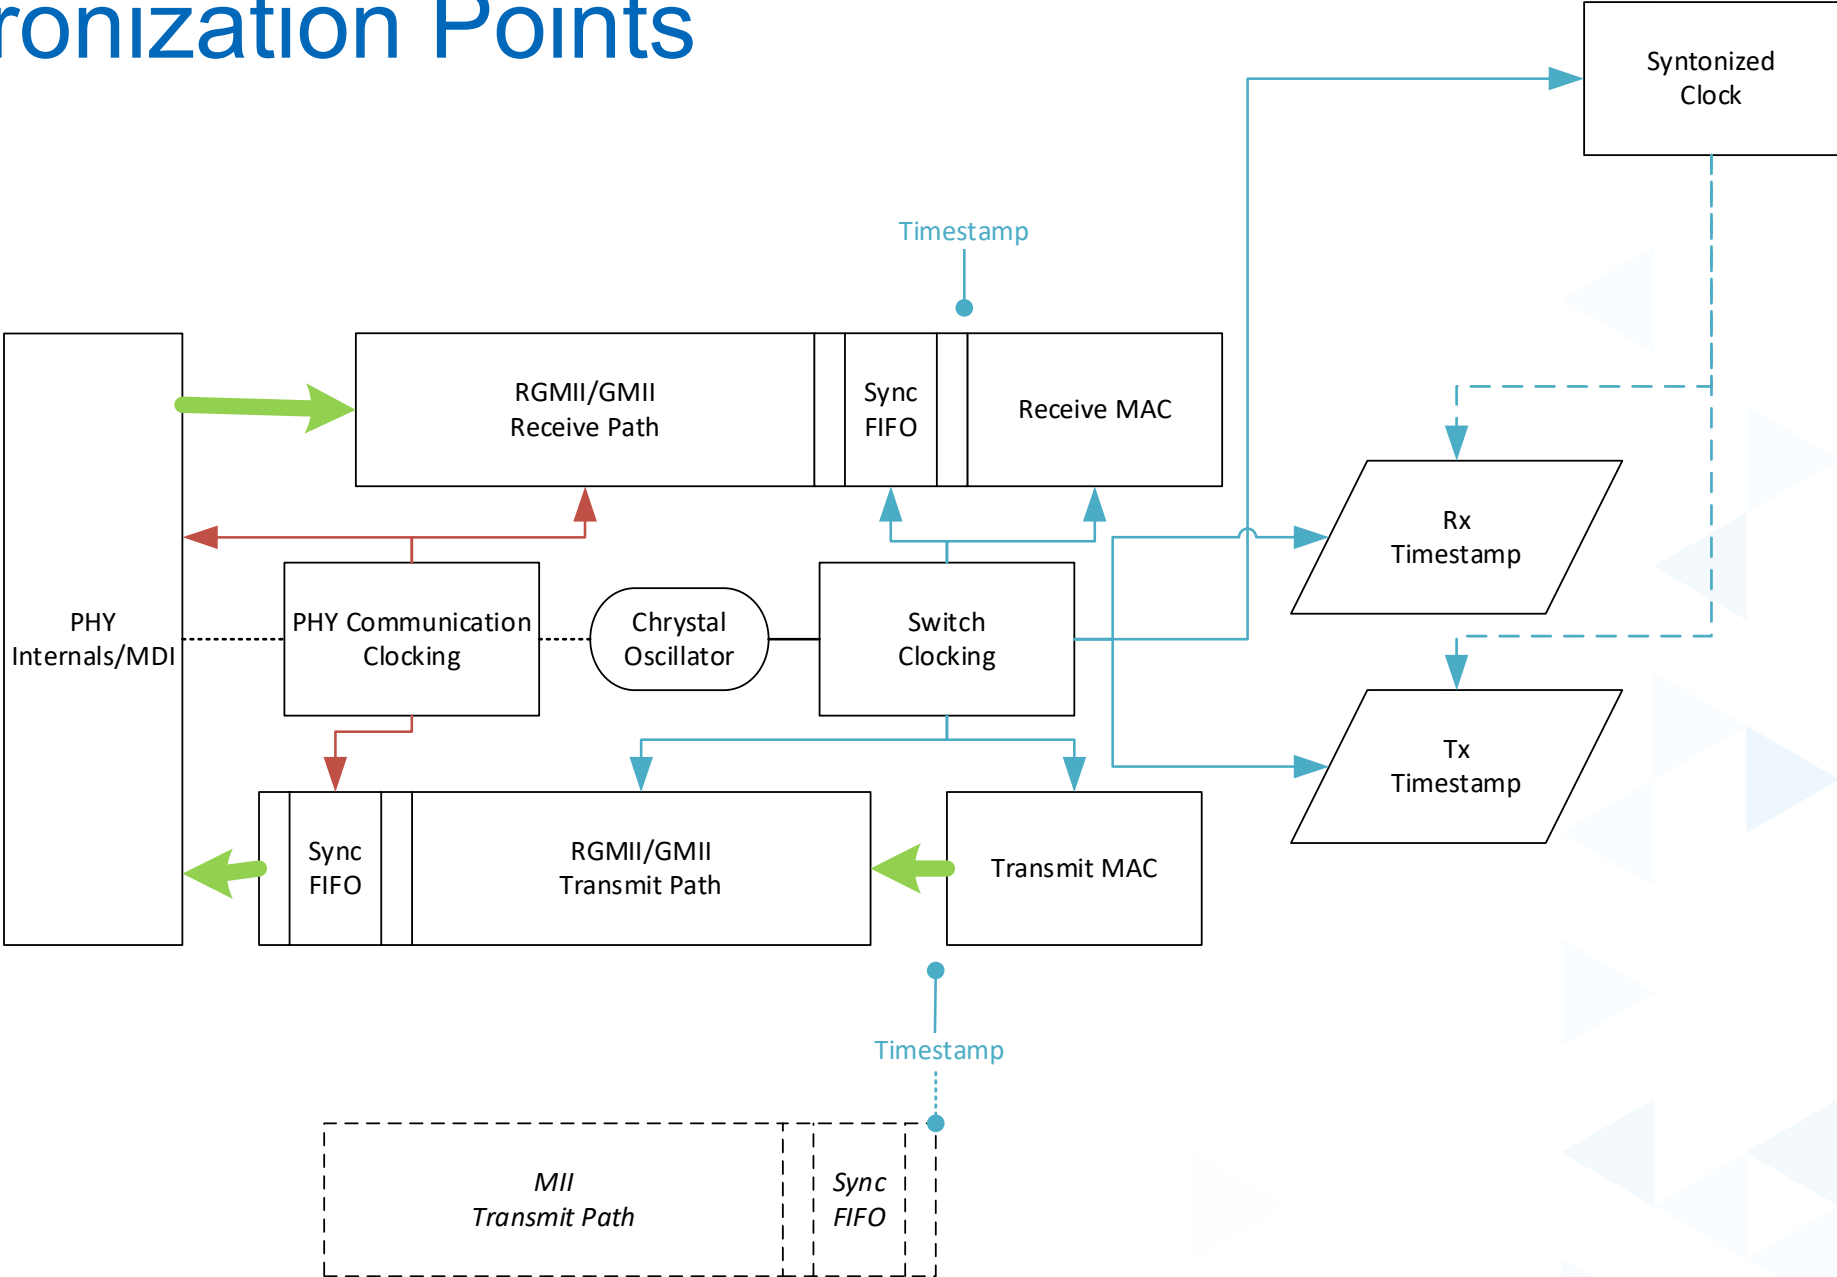 ronization Points
Syntonized
Clock
Timestamp
RGMII/GMII
Receive Path
Sync
FIFO
Receive MAC
Rx
Timestamp
PHY
Internals/MDI
PHY Communication
Clocking
Chrystal
Oscillator
Switch
Clocking
Tx
Timestamp
Sync
FIFO
RGMII/GMII
Transmit Path
Transmit MAC
Timestamp
MII
Transmit Path
Sync
FIFO